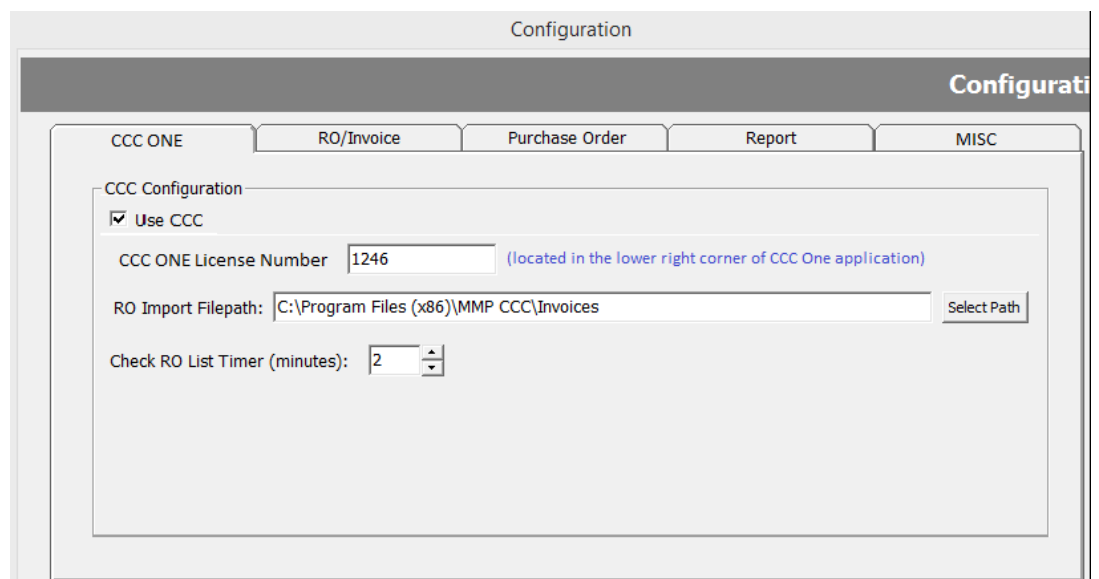 Configuration
Configurati
CCC ONE RO/Invoice Purchase Order Report MISC
CCC Configuration
Use CCC
CCC ONE License Number 1246 (located in the lower right corner of CCC One application)
RO Import Filepath: C:\Program Files (x86)\MMP CCC\Invoices Select Path
Check RO List Timer (minutes): 2